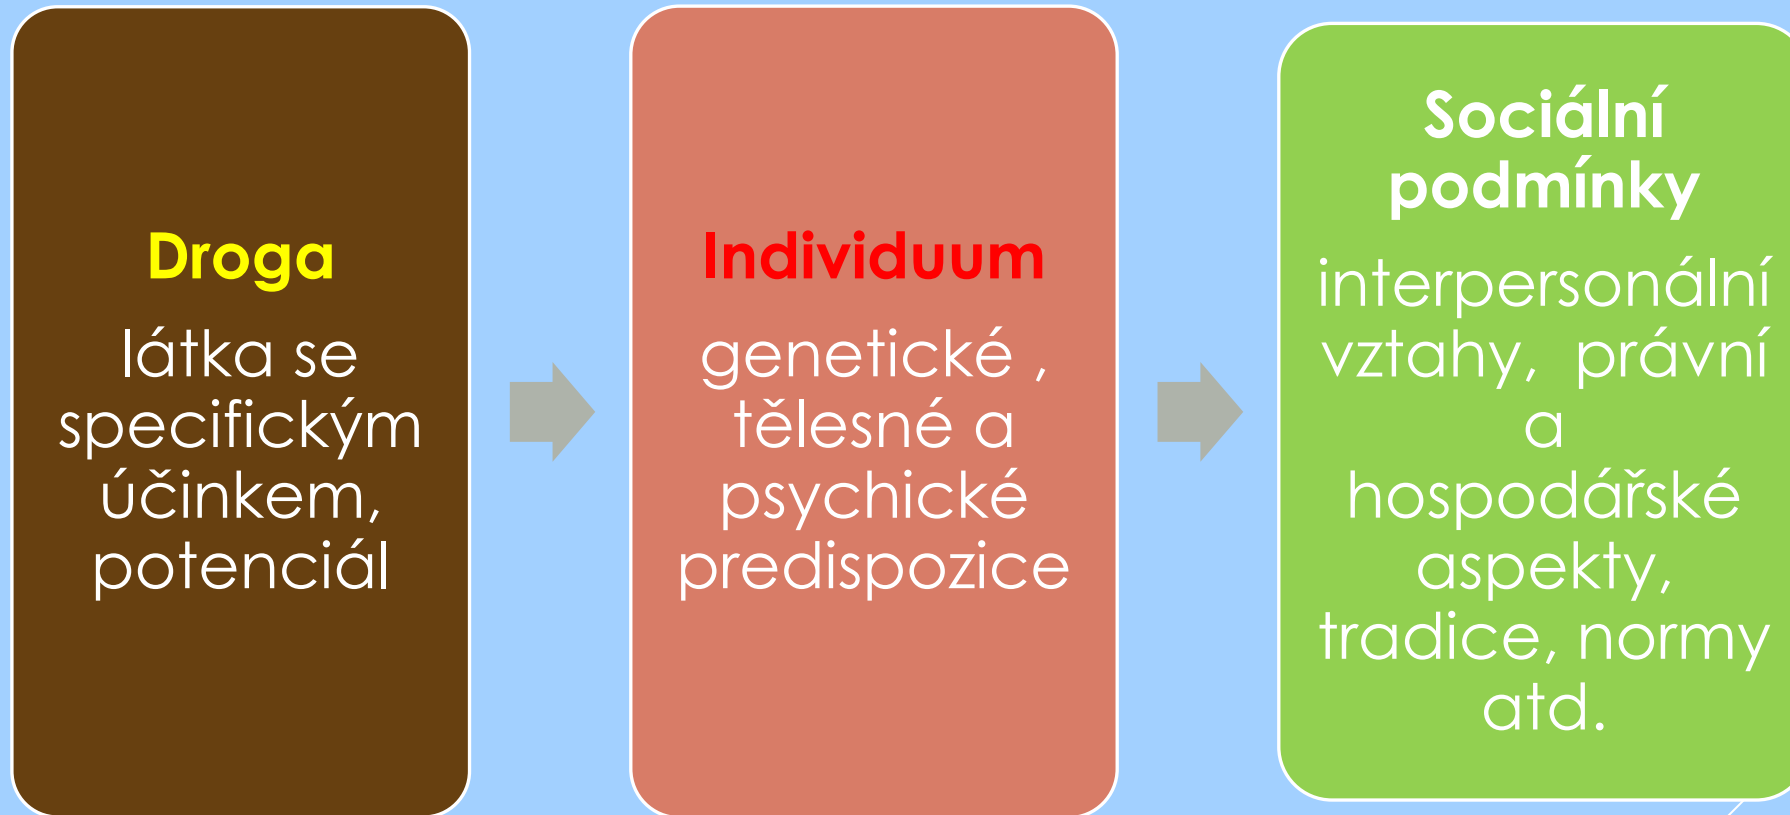 Droga
látka se
specifickým
účinkem,
potenciál
Individuum
genetické ,
tělesné a
psychické
predispozice
Sociální
podmínky
interpersonální
vztahy, právní
a
hospodářské
aspekty,
tradice, normy
atd.